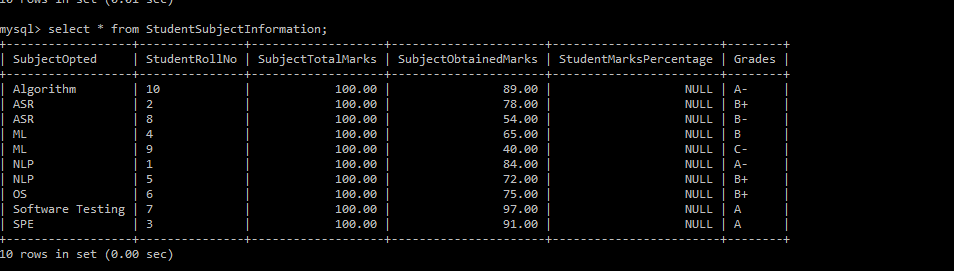 10 rows in set (0.01 sec)
mysql> select * from StudentSubjectInformation;
+------------------+---------------+-------------------+----------------------+------------------------+--------+
| SubjectOpted | StudentRollNo | SubjectTotalMarks | SubjectObtainedMarks | StudentMarksPercentage | Grades |
+------------------+---------------+-------------------+----------------------+------------------------+--------+
| Algorithm | 10 | 100.00 | 89.00 | NULL | A- |
| ASR | 2 | 100.00 | 78.00 | NULL | B+ |
| ASR | 8 | 100.00 | 54.00 | NULL | B- |
| ML | 4 | 100.00 | 65.00 | NULL | B |
| ML | 9 | 100.00 | 40.00 | NULL | C- |
| NLP | 1 | 100.00 | 84.00 | NULL | A- |
| NLP | 5 | 100.00 | 72.00 | NULL | B+ |
| OS | 6 | 100.00 | 75.00 | NULL | B+ |
| Software Testing | 7 | 100.00 | 97.00 | NULL | A |
| SPE | 3 | 100.00 | 91.00 | NULL | A |
+------------------+---------------+-------------------+----------------------+------------------------+--------+
10 rows in set (0.00 sec)